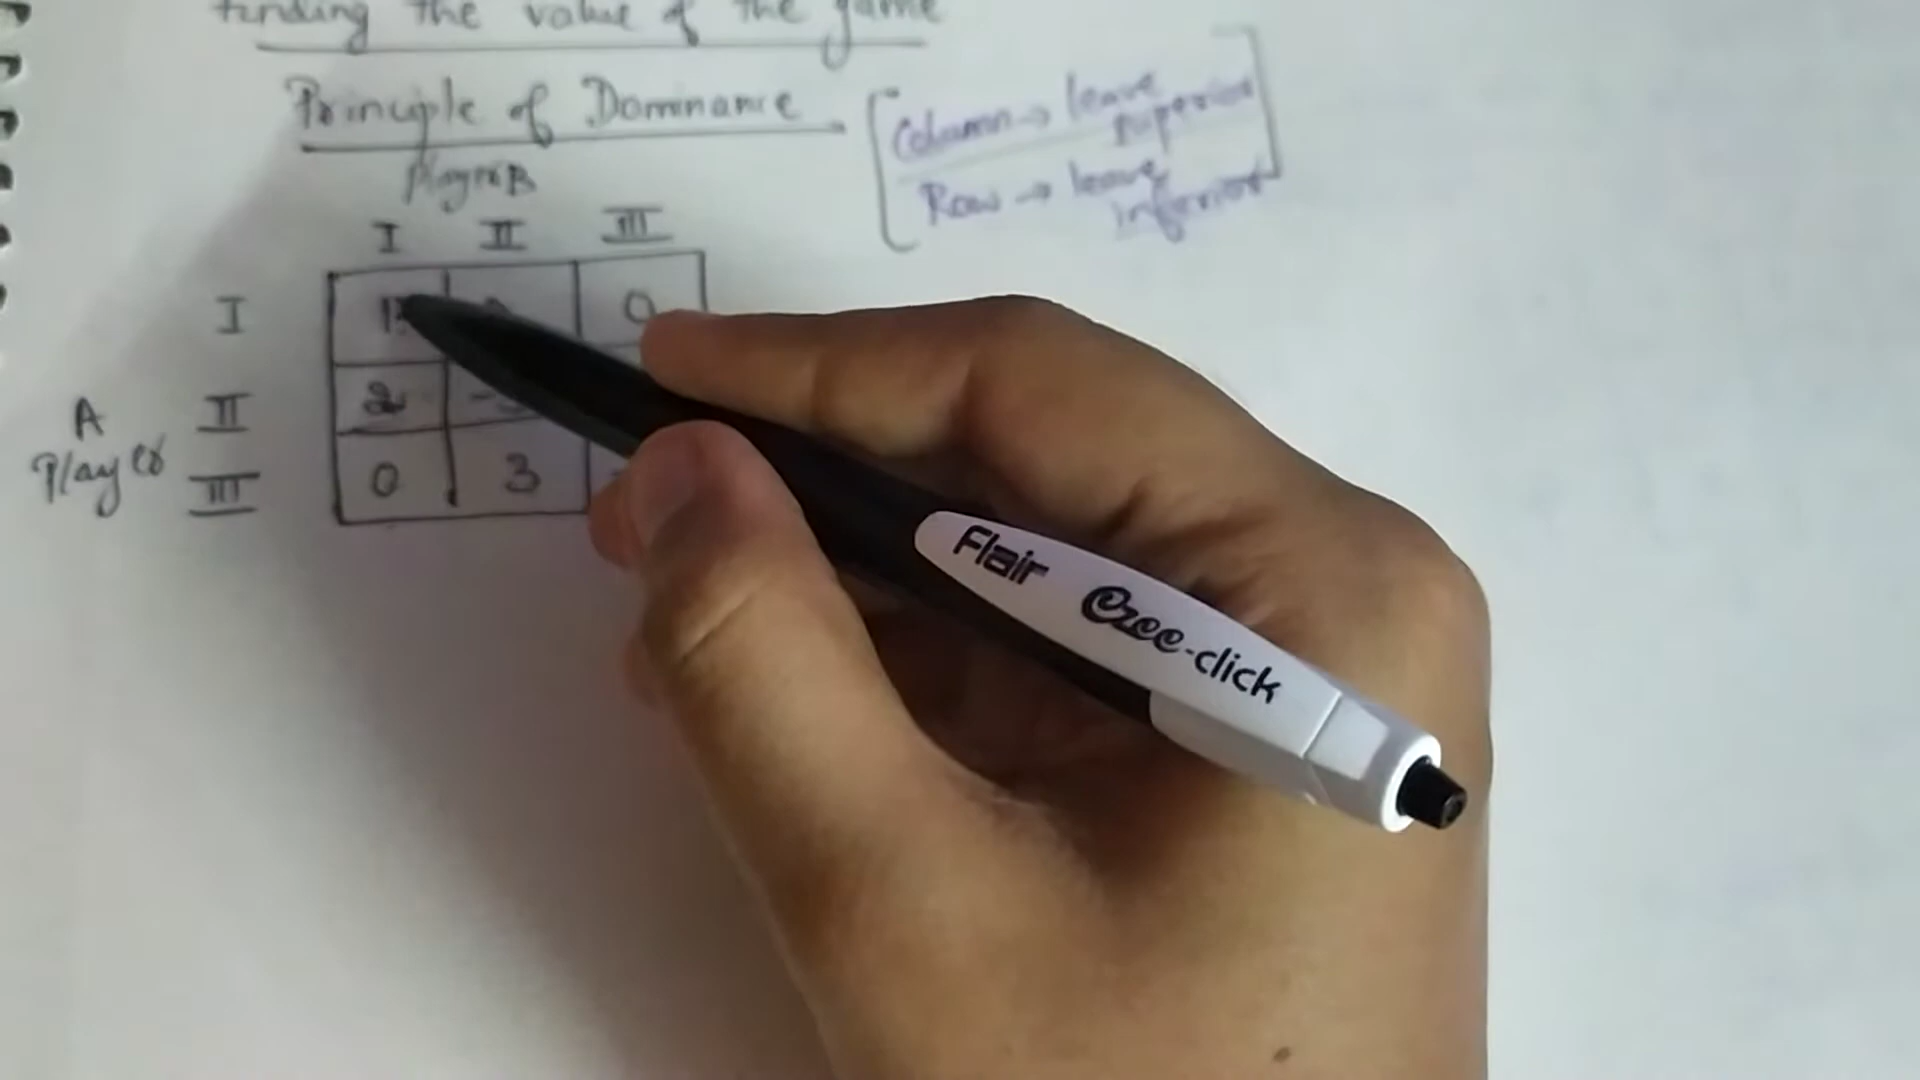 finding the value of the game
Principle of Dominance
Column → leave superior
Row → leave inferior
Player B
I II III
I 0
A Player
II 2
III 0 3
Flair Ezee-click